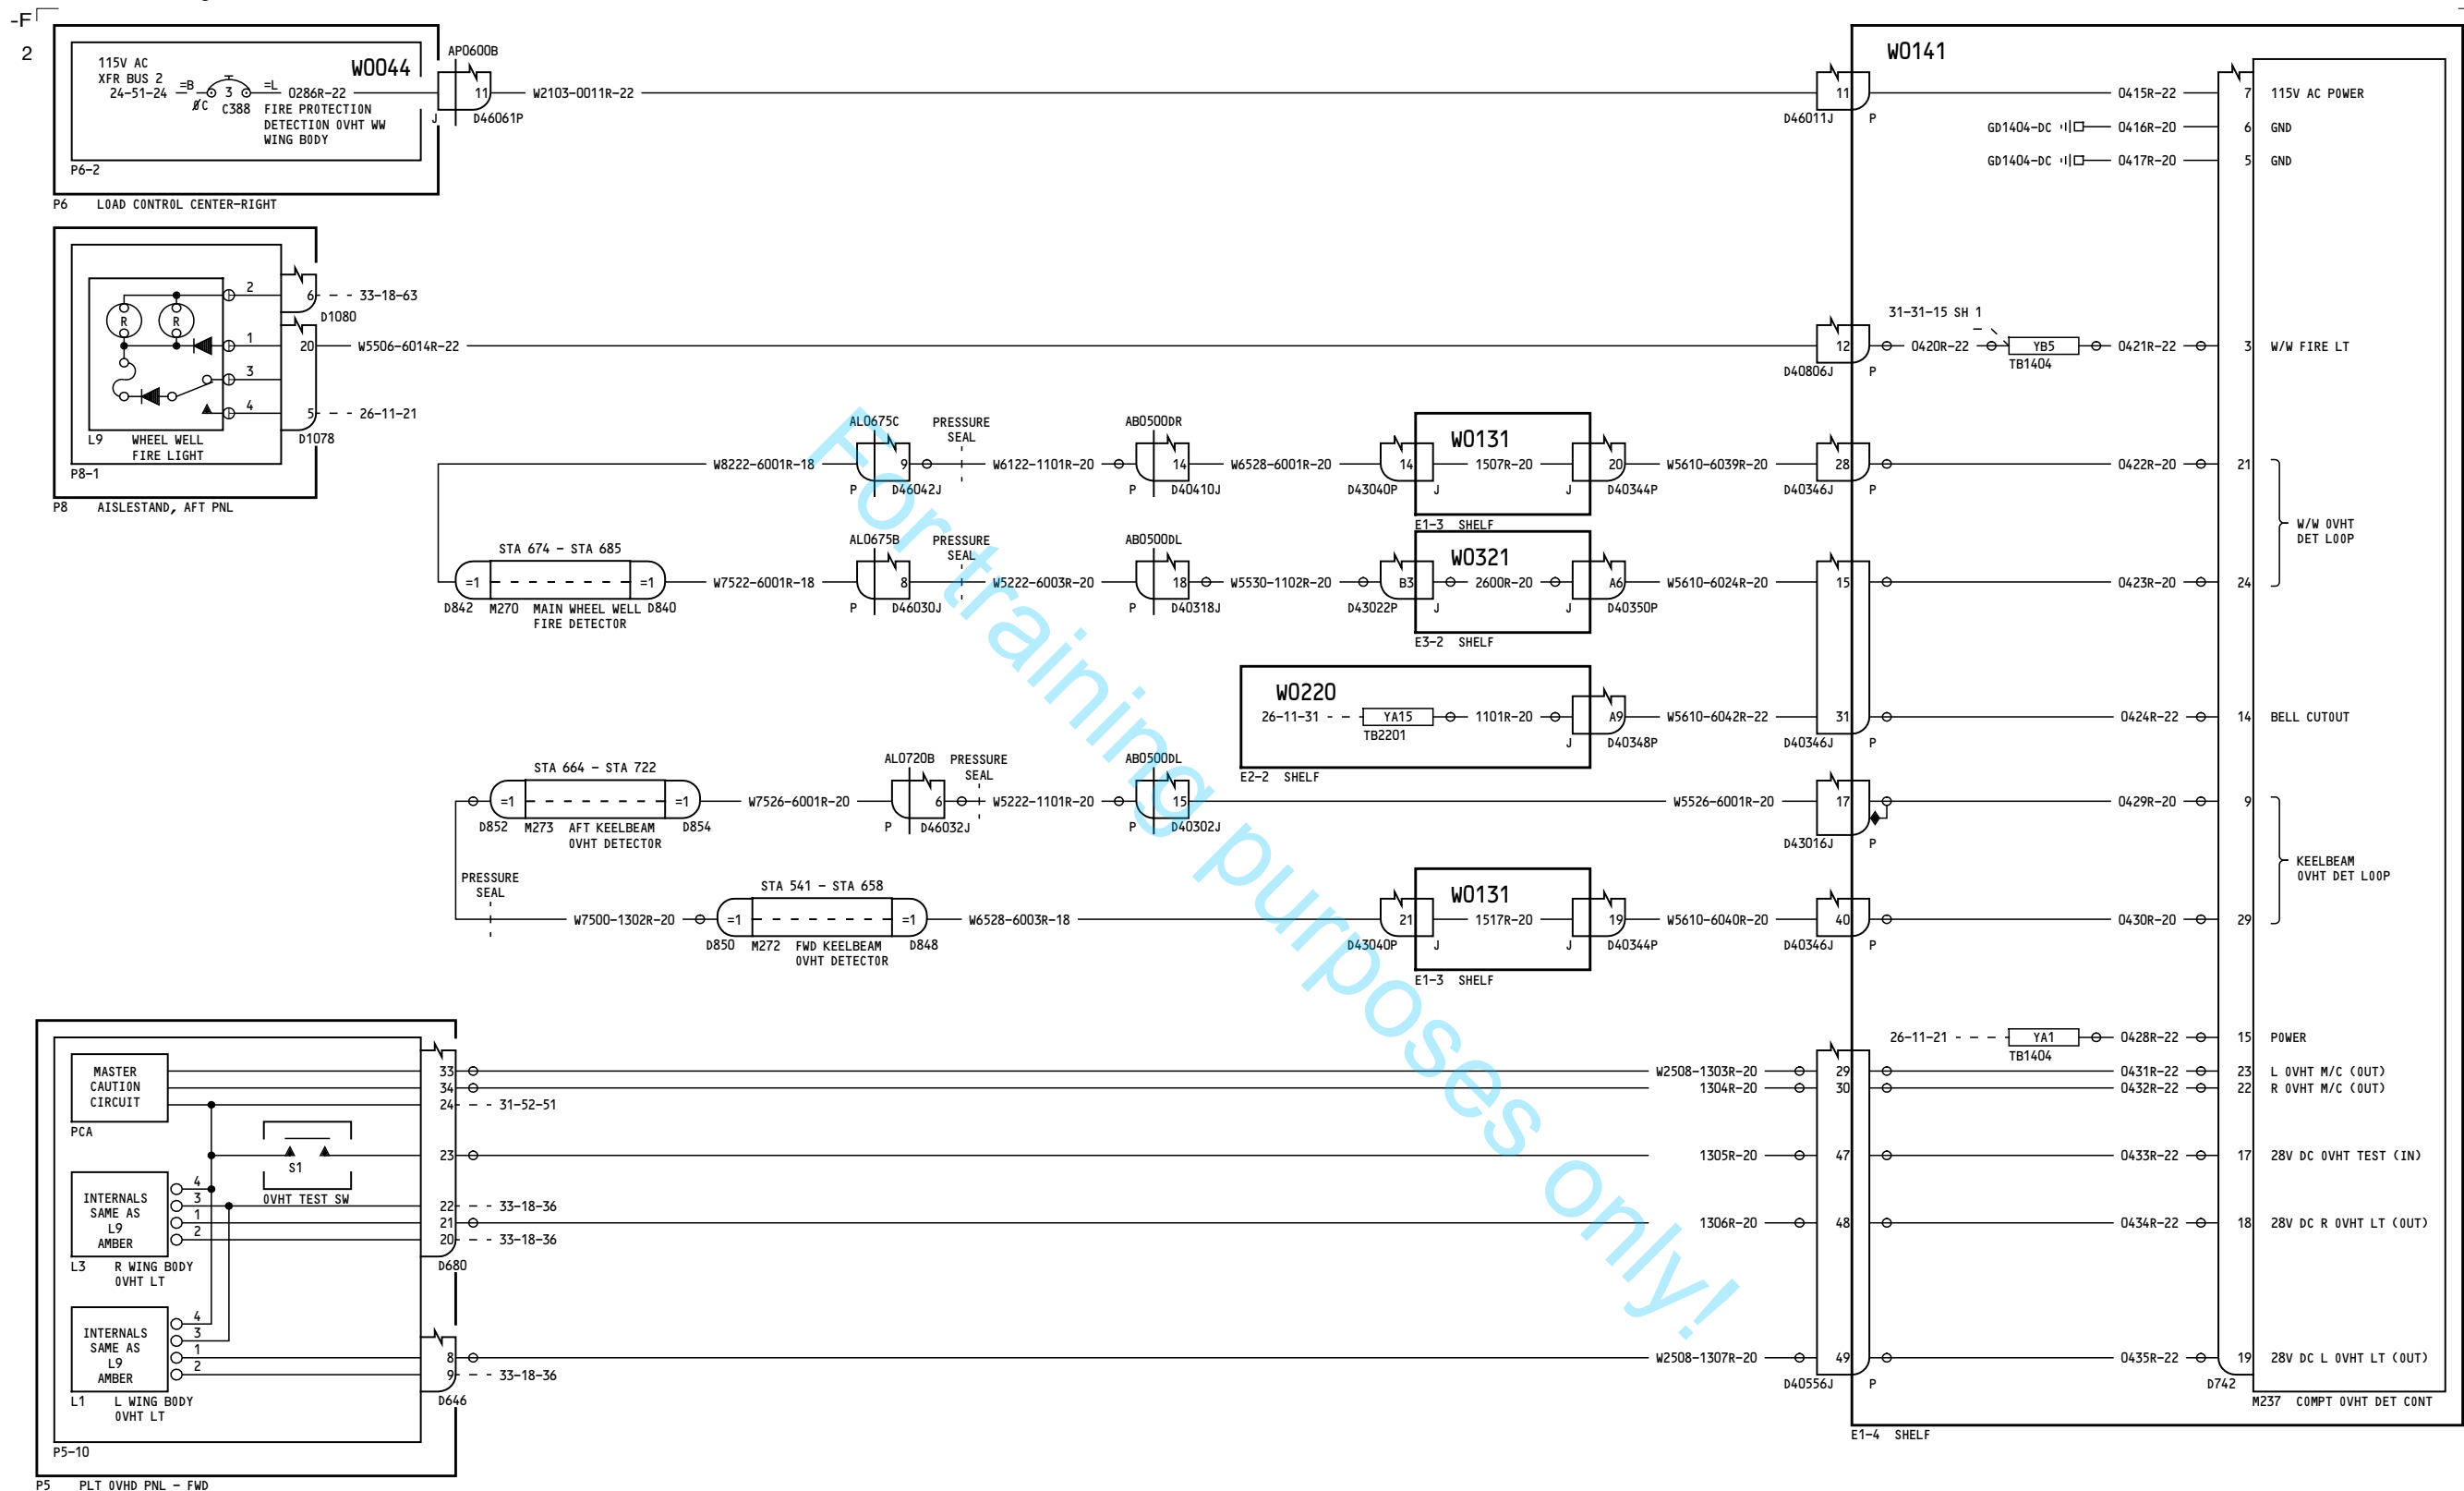 -F
2
115V AC
XFR BUS 2
24-51-24
=B
ØC
3
C388
=L
0286R-22
FIRE PROTECTION
DETECTION OVHT WW
WING BODY
W0044
P6-2
P6 LOAD CONTROL CENTER-RIGHT
AP0600B
11
J D46061P
W2103-0011R-22
11
D46011J P
W0141
0415R-22
7
115V AC POWER
GD1404-DC
0416R-20
6
GND
GD1404-DC
0417R-20
5
GND
R
R
2
1
3
4
L9 WHEEL WELL
FIRE LIGHT
P8-1
P8 AISLESTAND, AFT PNL
6
33-18-63
D1080
20
W5506-6014R-22
5
26-11-21
D1078
12
D40806J P
31-31-15 SH 1
0420R-22
YB5
TB1404
0421R-22
3
W/W FIRE LT
W8222-6001R-18
AL0675C
9
P D46042J
PRESSURE
SEAL
W6122-1101R-20
AB0500DR
14
P D40410J
W6528-6001R-20
14
D43040P J
W0131
1507R-20
20
J D40344P
E1-3 SHELF
W5610-6039R-20
28
D40346J P
0422R-20
21
W/W OVHT
DET LOOP
STA 674 - STA 685
=1
=1
D842 M270 MAIN WHEEL WELL D840
FIRE DETECTOR
W7522-6001R-18
AL0675B
8
P D46030J
PRESSURE
SEAL
W5222-6003R-20
AB0500DL
18
P D40318J
W5530-1102R-20
B3
D43022P J
W0321
2600R-20
A6
J D40350P
E3-2 SHELF
W5610-6024R-20
15
0423R-20
24
W0220
26-11-31
YA15
TB2201
1101R-20
A9
J D40348P
E2-2 SHELF
W5610-6042R-22
31
D40346J P
0424R-22
14
BELL CUTOUT
STA 664 - STA 722
=1
=1
D852 M273 AFT KEELBEAM D854
OVHT DETECTOR
W7526-6001R-20
AL0720B
6
P D46032J
PRESSURE
SEAL
W5222-1101R-20
AB0500DL
15
P D40302J
W5526-6001R-20
17
D43016J P
0429R-20
9
KEELBEAM
OVHT DET LOOP
PRESSURE
SEAL
W7500-1302R-20
STA 541 - STA 658
=1
=1
D850 M272 FWD KEELBEAM D848
OVHT DETECTOR
W6528-6003R-18
21
D43040P J
W0131
1517R-20
19
J D40344P
E1-3 SHELF
W5610-6040R-20
40
D40346J P
0430R-20
29
26-11-21
YA1
TB1404
0428R-22
15
POWER
MASTER
CAUTION
CIRCUIT
PCA
33
W2508-1303R-20
29
0431R-22
23
L OVHT M/C (OUT)
34
1304R-20
30
0432R-22
22
R OVHT M/C (OUT)
24
31-52-51
S1
OVHT TEST SW
23
1305R-20
47
0433R-22
17
28V DC OVHT TEST (IN)
INTERNALS
SAME AS
L9
AMBER
4
3
1
2
L3 R WING BODY
OVHT LT
22
33-18-36
21
1306R-20
48
0434R-22
18
28V DC R OVHT LT (OUT)
20
33-18-36
D680
INTERNALS
SAME AS
L9
AMBER
4
3
1
2
L1 L WING BODY
OVHT LT
8
W2508-1307R-20
49
D40556J P
0435R-22
19
28V DC L OVHT LT (OUT)
9
33-18-36
D646
D742
M237 COMPT OVHT DET CONT
E1-4 SHELF
P5-10
P5 PLT OVHD PNL - FWD
For training purposes only!